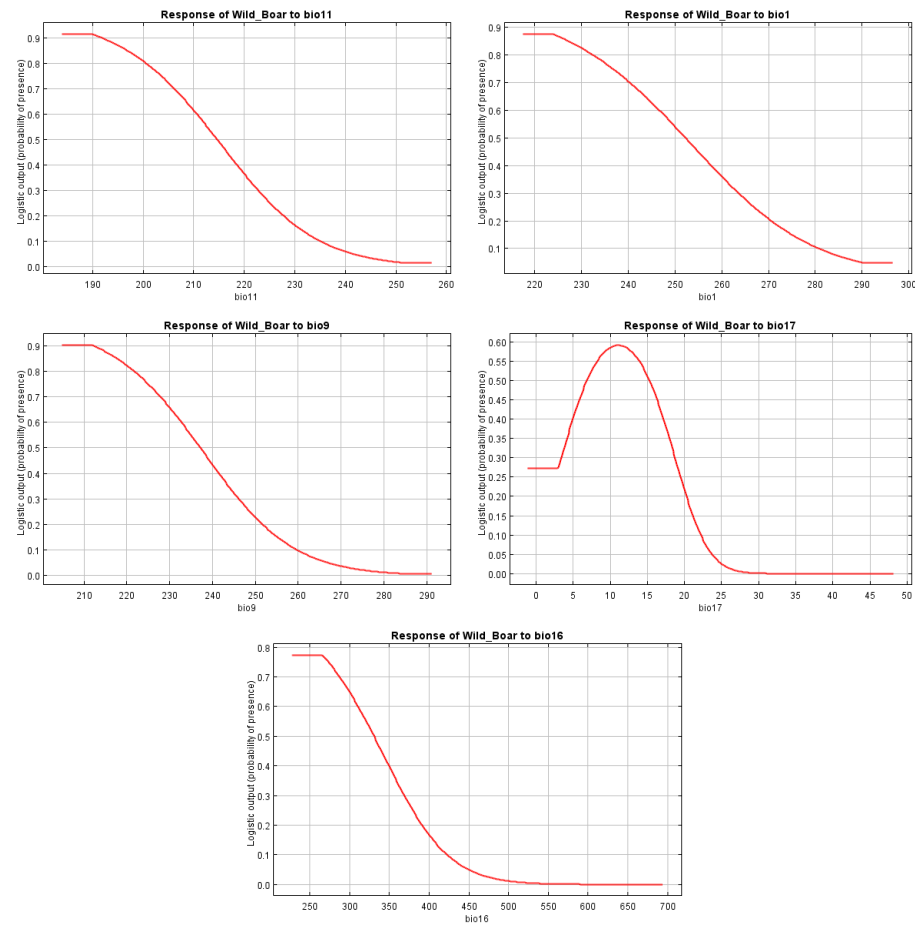 Response of Wild_Boar to bio11
Logistic output (probability of presence)
0.9
0.8
0.7
0.6
0.5
0.4
0.3
0.2
0.1
0.0
190 200 210 220 230 240 250 260
bio11
Response of Wild_Boar to bio1
Logistic output (probability of presence)
0.9
0.8
0.7
0.6
0.5
0.4
0.3
0.2
0.1
220 230 240 250 260 270 280 290 300
bio1
Response of Wild_Boar to bio9
Logistic output (probability of presence)
0.9
0.8
0.7
0.6
0.5
0.4
0.3
0.2
0.1
0.0
210 220 230 240 250 260 270 280 290
bio9
Response of Wild_Boar to bio17
Logistic output (probability of presence)
0.60
0.55
0.50
0.45
0.40
0.35
0.30
0.25
0.20
0.15
0.10
0.05
0.00
0 5 10 15 20 25 30 35 40 45 50
bio17
Response of Wild_Boar to bio16
Logistic output (probability of presence)
0.8
0.7
0.6
0.5
0.4
0.3
0.2
0.1
0.0
250 300 350 400 450 500 550 600 650 700
bio16